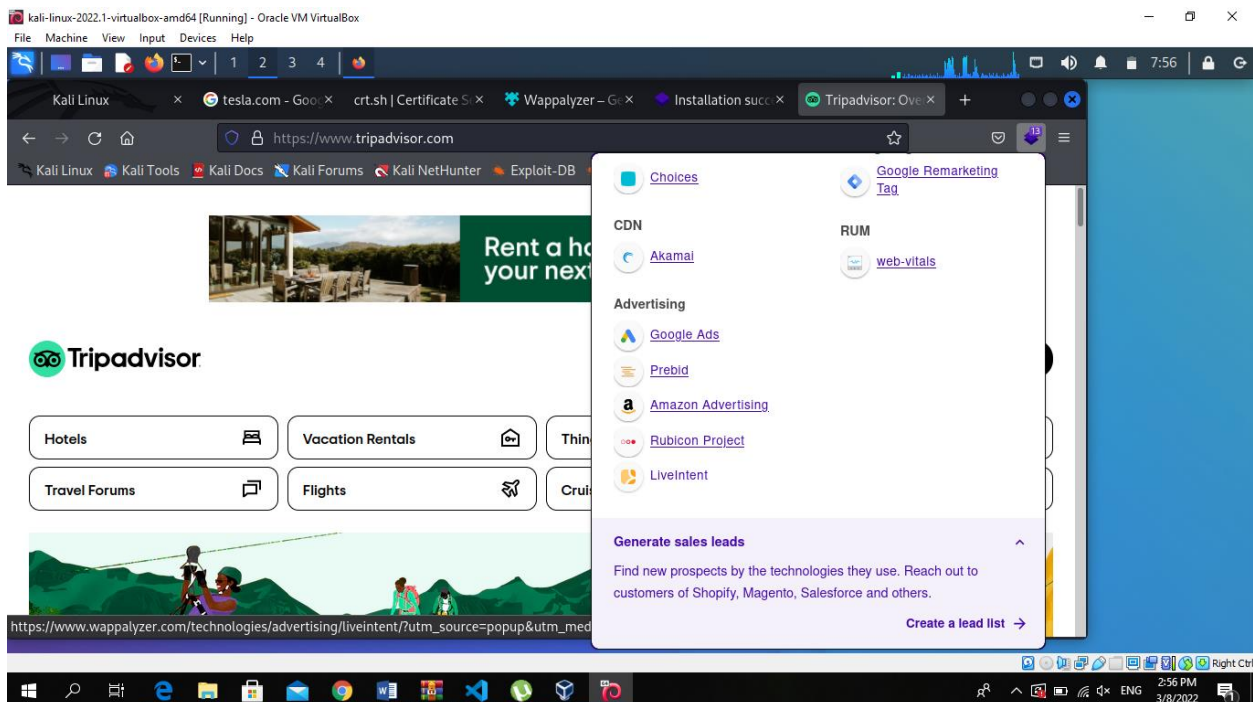 kali-linux-2022.1-virtualbox-amd64 [Running] - Oracle VM VirtualBox
File Machine View Input Devices Help
1 2 3 4
7:56
Kali Linux
tesla.com - Goo
crt.sh | Certificate S
Wappalyzer – Ge
Installation succ
Tripadvisor: Ove
https://www.tripadvisor.com
13
Kali Linux Kali Tools Kali Docs Kali Forums Kali NetHunter Exploit-DB
Choices
Google Remarketing
Tag
CDN
RUM
Akamai
web-vitals
Advertising
Google Ads
Prebid
Amazon Advertising
Rubicon Project
LiveIntent
Generate sales leads
Find new prospects by the technologies they use. Reach out to
customers of Shopify, Magento, Salesforce and others.
Create a lead list →
Rent a ho
your next
Tripadvisor
Hotels
Vacation Rentals
Thin
Travel Forums
Flights
Crui
https://www.wappalyzer.com/technologies/advertising/liveintent/?utm_source=popup&utm_med
Right Ctrl
ENG
2:56 PM
3/8/2022